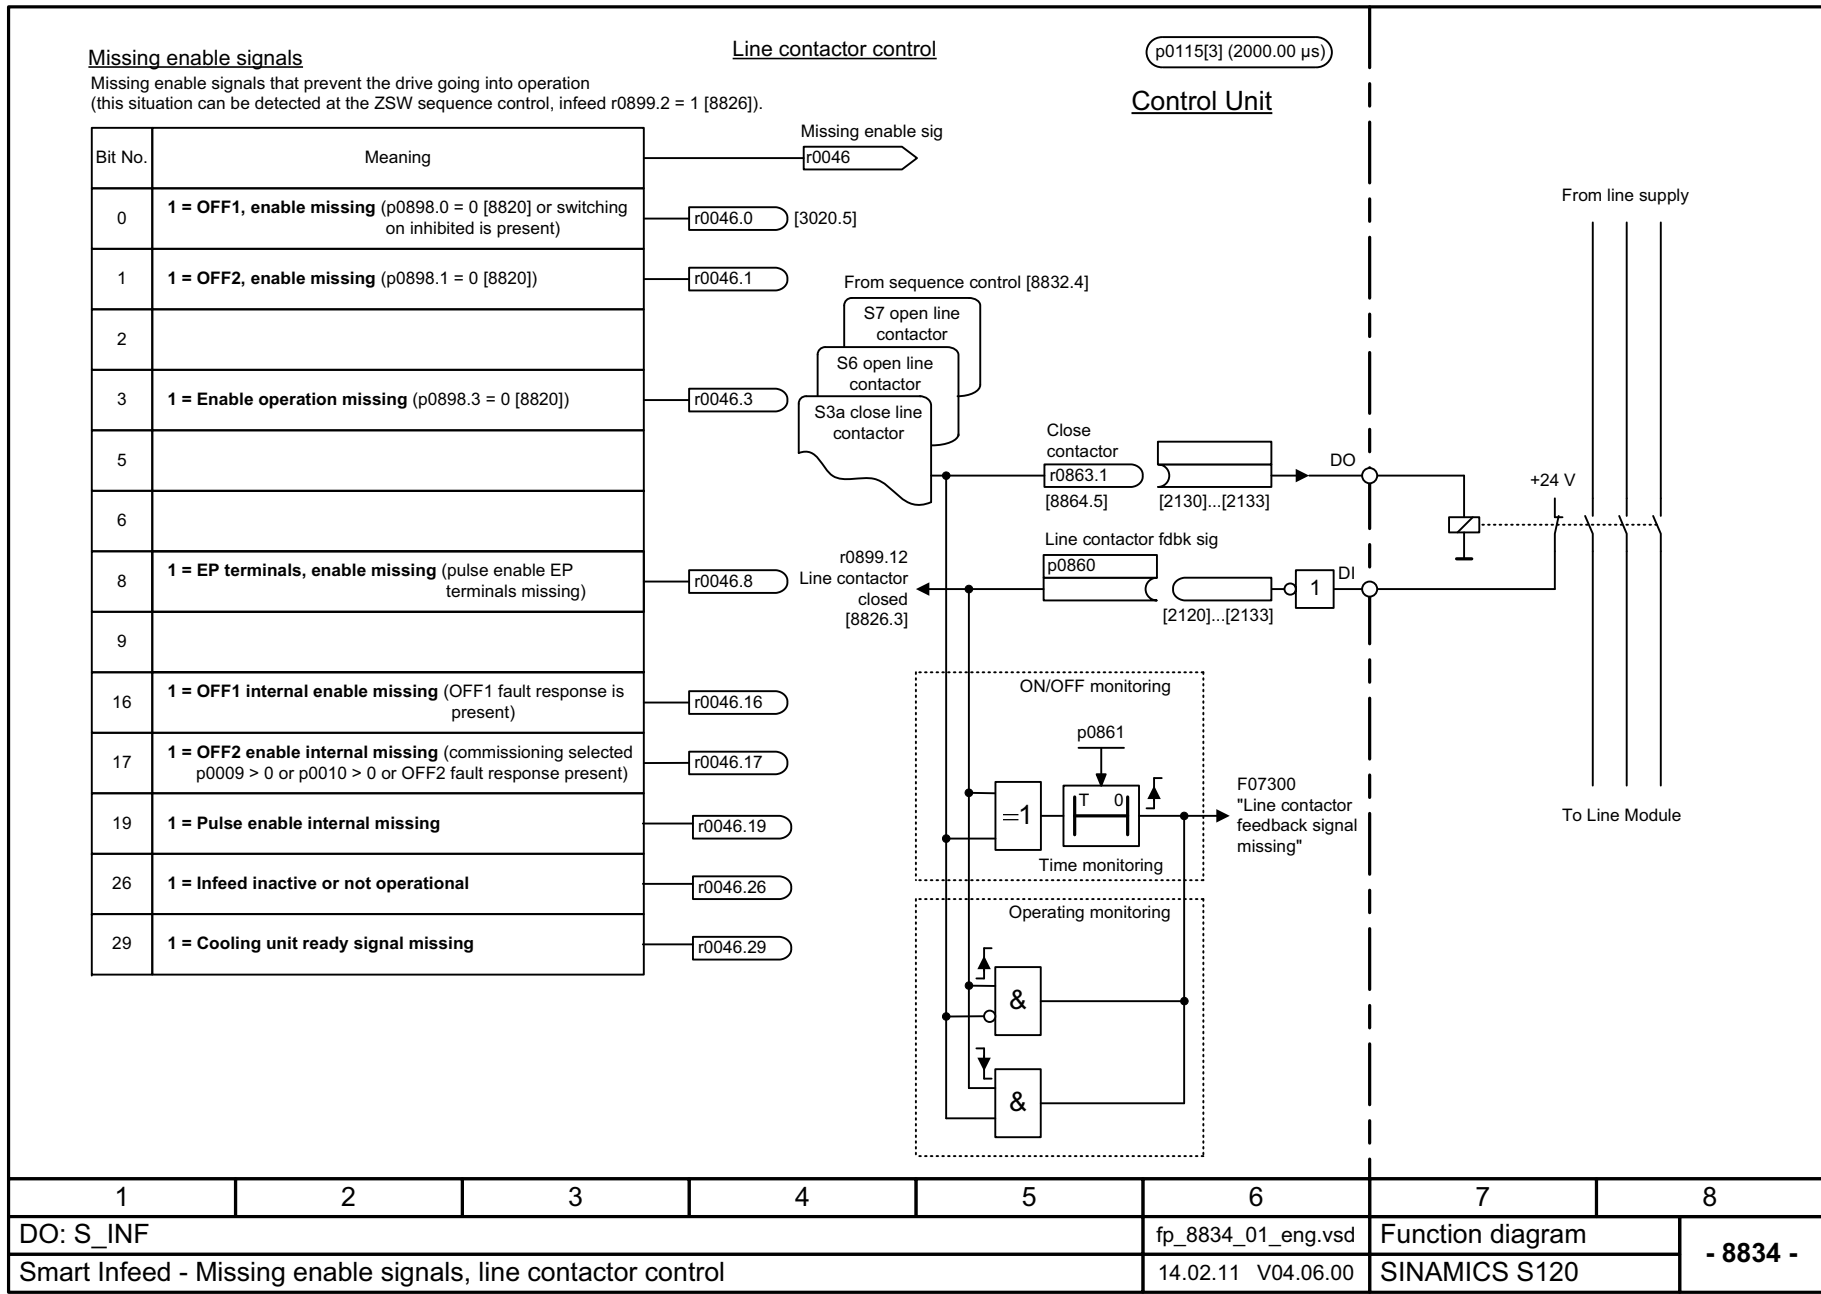 Missing enable signals
Missing enable signals that prevent the drive going into operation
(this situation can be detected at the ZSW sequence control, infeed r0899.2 = 1 [8826]).
Line contactor control
p0115[3] (2000.00 µs)
Control Unit
Bit No.
Meaning
Missing enable sig
r0046
0
1 = OFF1, enable missing (p0898.0 = 0 [8820] or switching
on inhibited is present)
r0046.0
[3020.5]
1
1 = OFF2, enable missing (p0898.1 = 0 [8820])
r0046.1
2
3
1 = Enable operation missing (p0898.3 = 0 [8820])
r0046.3
5
6
8
1 = EP terminals, enable missing (pulse enable EP
terminals missing)
r0046.8
9
16
1 = OFF1 internal enable missing (OFF1 fault response is
present)
r0046.16
17
1 = OFF2 enable internal missing (commissioning selected
p0009 > 0 or p0010 > 0 or OFF2 fault response present)
r0046.17
19
1 = Pulse enable internal missing
r0046.19
26
1 = Infeed inactive or not operational
r0046.26
29
1 = Cooling unit ready signal missing
r0046.29
From sequence control [8832.4]
S7 open line
contactor
S6 open line
contactor
S3a close line
contactor
Close
contactor
r0863.1
[8864.5]
[2130]...[2133]
DO
Line contactor fdbk sig
p0860
[2120]...[2133]
1
DI
r0899.12
Line contactor
closed
[8826.3]
ON/OFF monitoring
p0861
=1
T 0
Time monitoring
F07300
"Line contactor
feedback signal
missing"
Operating monitoring
&
&
From line supply
+24 V
To Line Module
1 2 3 4 5 6 7 8
DO: S_INF
fp_8834_01_eng.vsd
Function diagram
- 8834 -
Smart Infeed - Missing enable signals, line contactor control
14.02.11 V04.06.00
SINAMICS S120